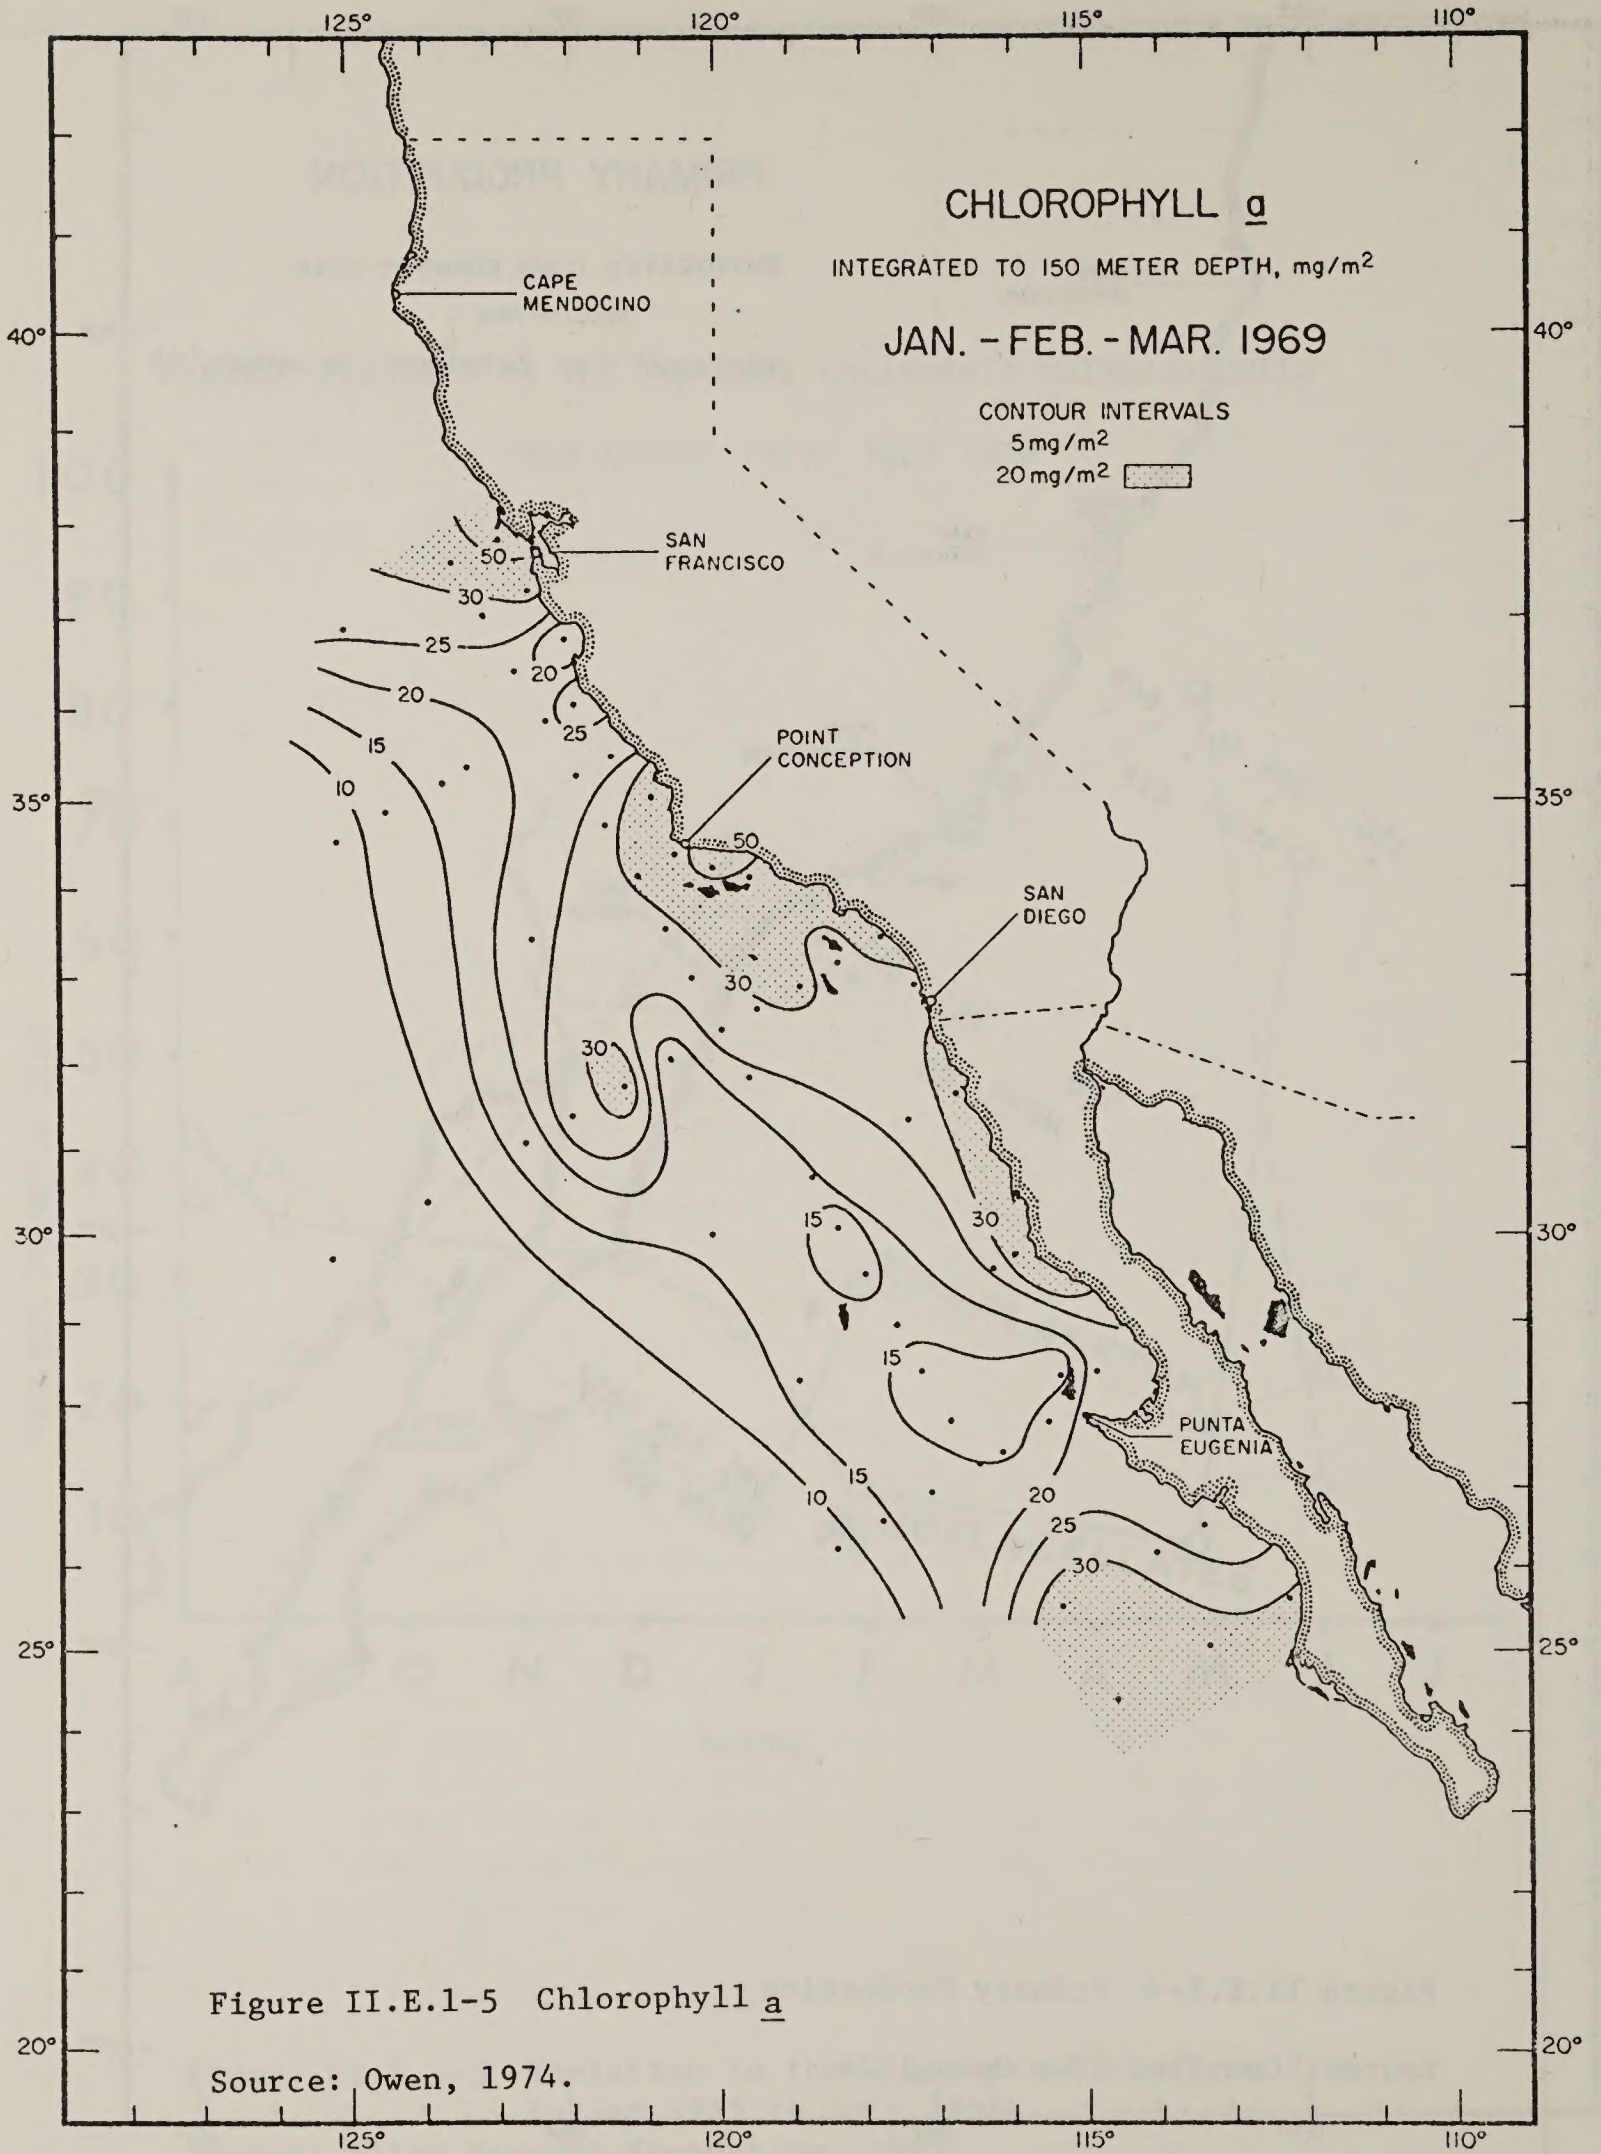 125° 120° 115° 110°
CHLOROPHYLL a
INTEGRATED TO 150 METER DEPTH, mg/m²
JAN. - FEB. - MAR. 1969
CONTOUR INTERVALS
5 mg/m²
20 mg/m²
CAPE
MENDOCINO
40° 40°
SAN
FRANCISCO
50
30
25
20
20
25
15
10
POINT
CONCEPTION
35° 35°
50
SAN
DIEGO
30
30
30
15
30° 30°
15
PUNTA
EUGENIA
15
10
20
25
30
25° 25°
Figure II.E.1-5 Chlorophyll a
20° 20°
Source: Owen, 1974.
125° 120° 115° 110°